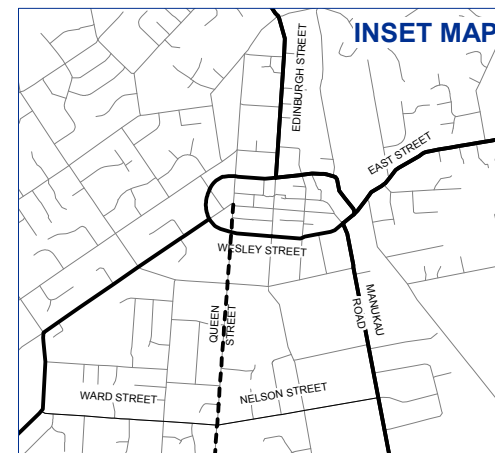 INSET MAP
EDINBURGH STREET
EAST STREET
WESLEY STREET
QUEEN
STREET
MANUKAU
ROAD
WARD STREET
NELSON STREET